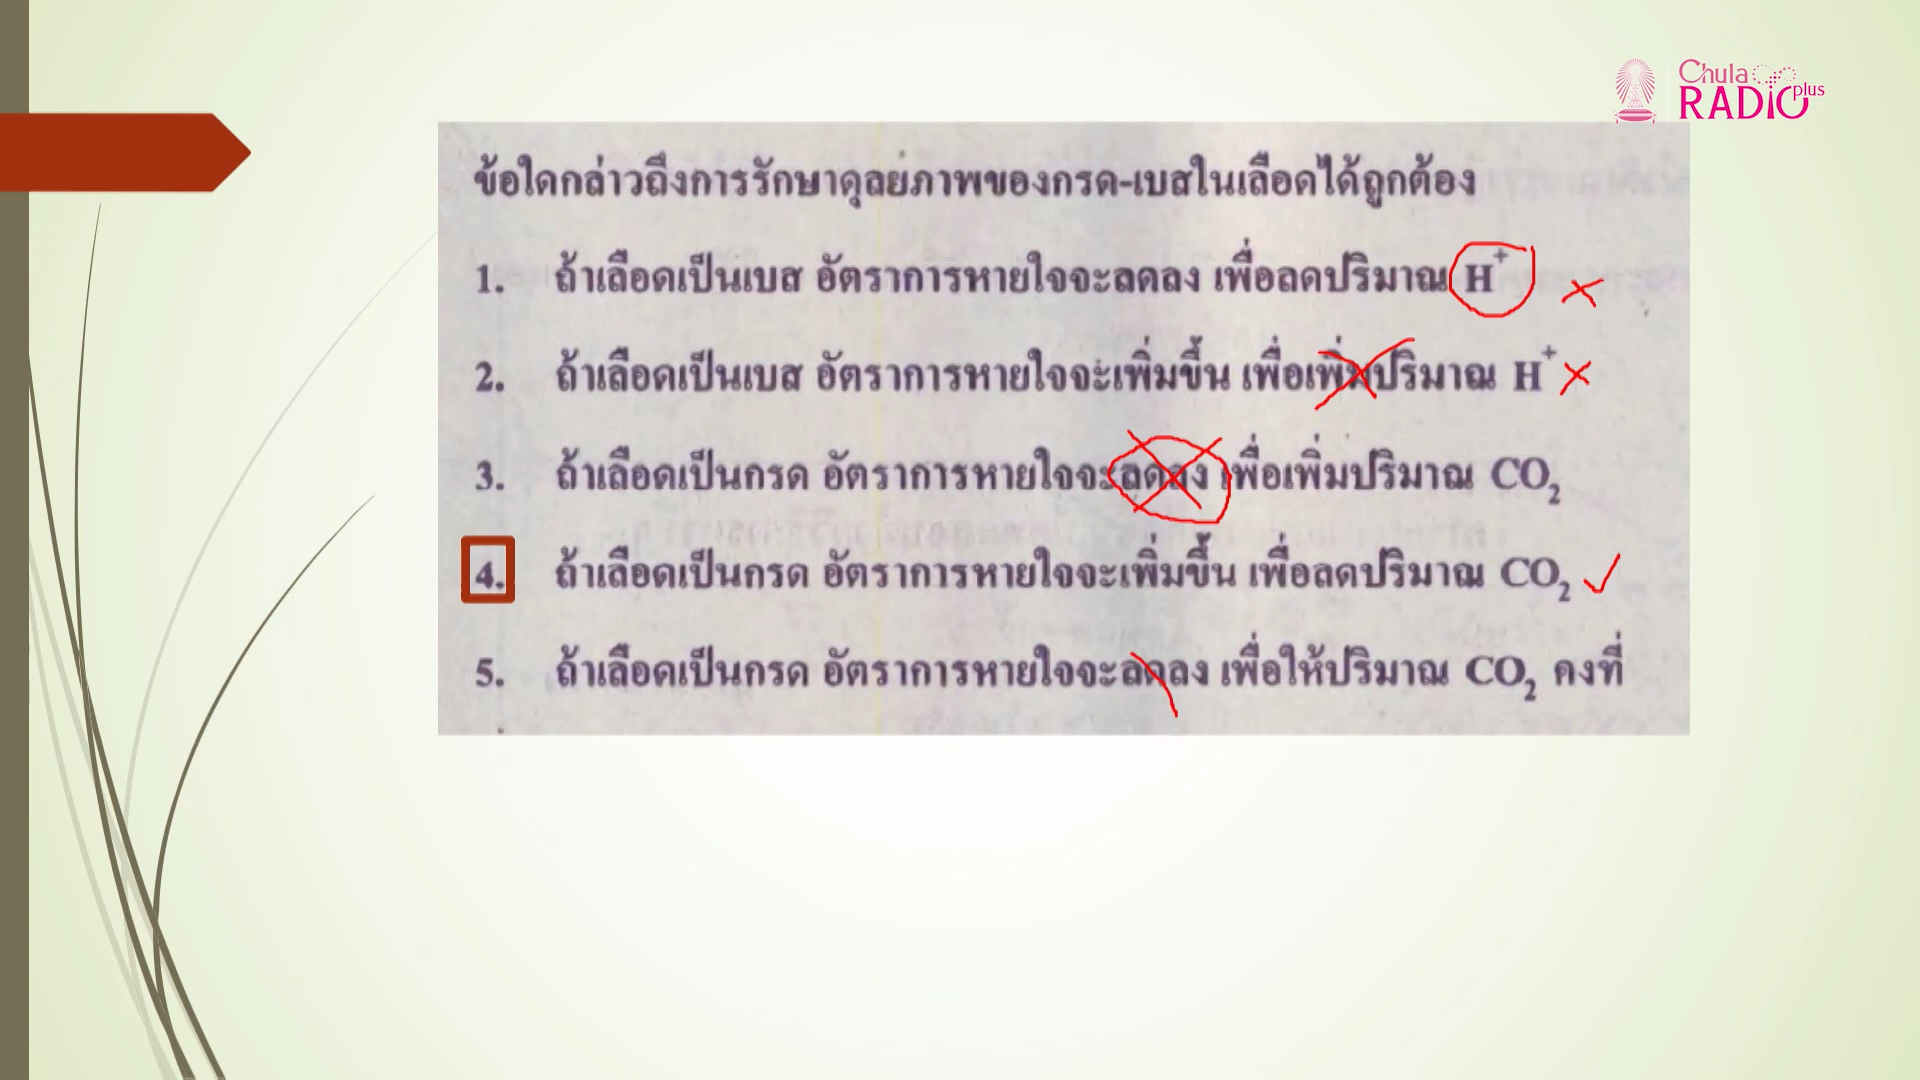 Chula
RADIO plus
ข้อใดกล่าวถึงการรักษาดุลยภาพของกรด-เบสในเลือดได้ถูกต้อง
1. ถ้าเลือดเป็นเบส อัตราการหายใจจะลดลง เพื่อลดปริมาณ H⁺
2. ถ้าเลือดเป็นเบส อัตราการหายใจจะเพิ่มขึ้น เพื่อเพิ่มปริมาณ H⁺
3. ถ้าเลือดเป็นกรด อัตราการหายใจจะลดลง เพื่อเพิ่มปริมาณ CO₂
4. ถ้าเลือดเป็นกรด อัตราการหายใจจะเพิ่มขึ้น เพื่อลดปริมาณ CO₂
5. ถ้าเลือดเป็นกรด อัตราการหายใจจะลดลง เพื่อให้ปริมาณ CO₂ คงที่